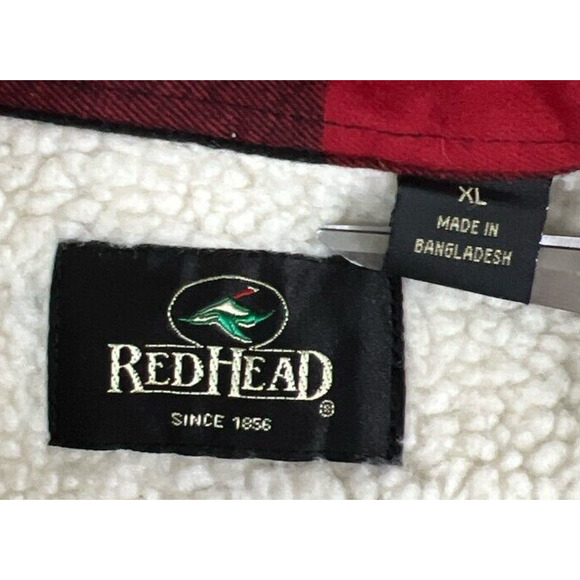 XL
MADE IN
BANGLADESH
REDHEAD®
SINCE 1856